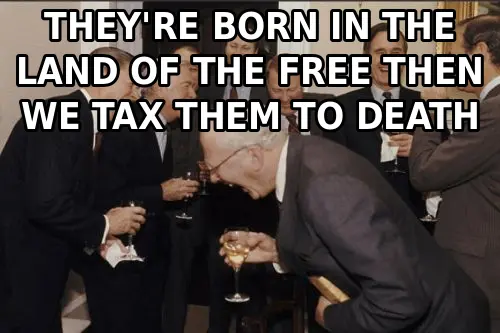 THEY'RE BORN IN THE
LAND OF THE FREE THEN
WE TAX THEM TO DEATH